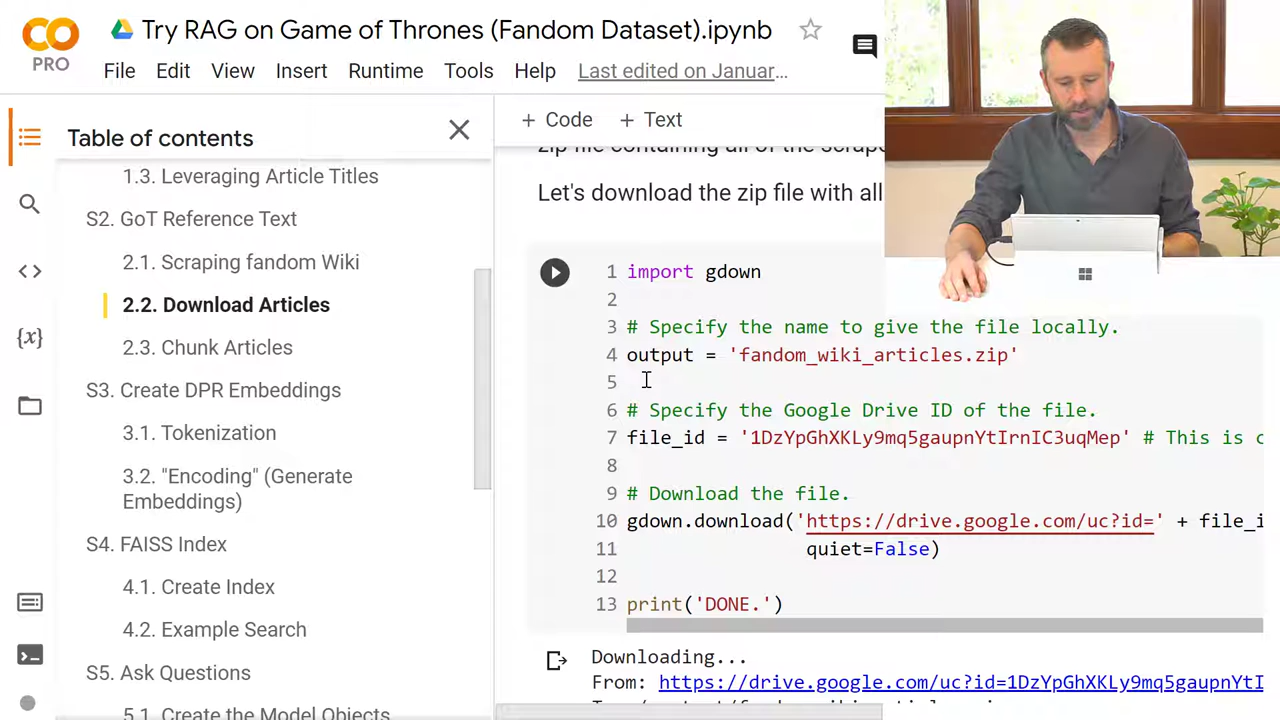 Try RAG on Game of Thrones (Fandom Dataset).ipynb
PRO
File Edit View Insert Runtime Tools Help Last edited on Januar…
Table of contents
1.3. Leveraging Article Titles
S2. GoT Reference Text
2.1. Scraping fandom Wiki
2.2. Download Articles
2.3. Chunk Articles
S3. Create DPR Embeddings
3.1. Tokenization
3.2. "Encoding" (Generate
Embeddings)
S4. FAISS Index
4.1. Create Index
4.2. Example Search
S5. Ask Questions
5.1. Create the Model Objects
+ Code + Text
zip file containing all of the scrape
Let's download the zip file with all
1 import gdown
2
3 # Specify the name to give the file locally.
4 output = 'fandom_wiki_articles.zip'
5
6 # Specify the Google Drive ID of the file.
7 file_id = '1DzYpGhXKLy9mq5gaupnYtIrnIC3uqMep' # This is c
8
9 # Download the file.
10 gdown.download('https://drive.google.com/uc?id=' + file_i
11 quiet=False)
12
13 print('DONE.')
Downloading...
From: https://drive.google.com/uc?id=1DzYpGhXKLy9mq5gaupnYtI